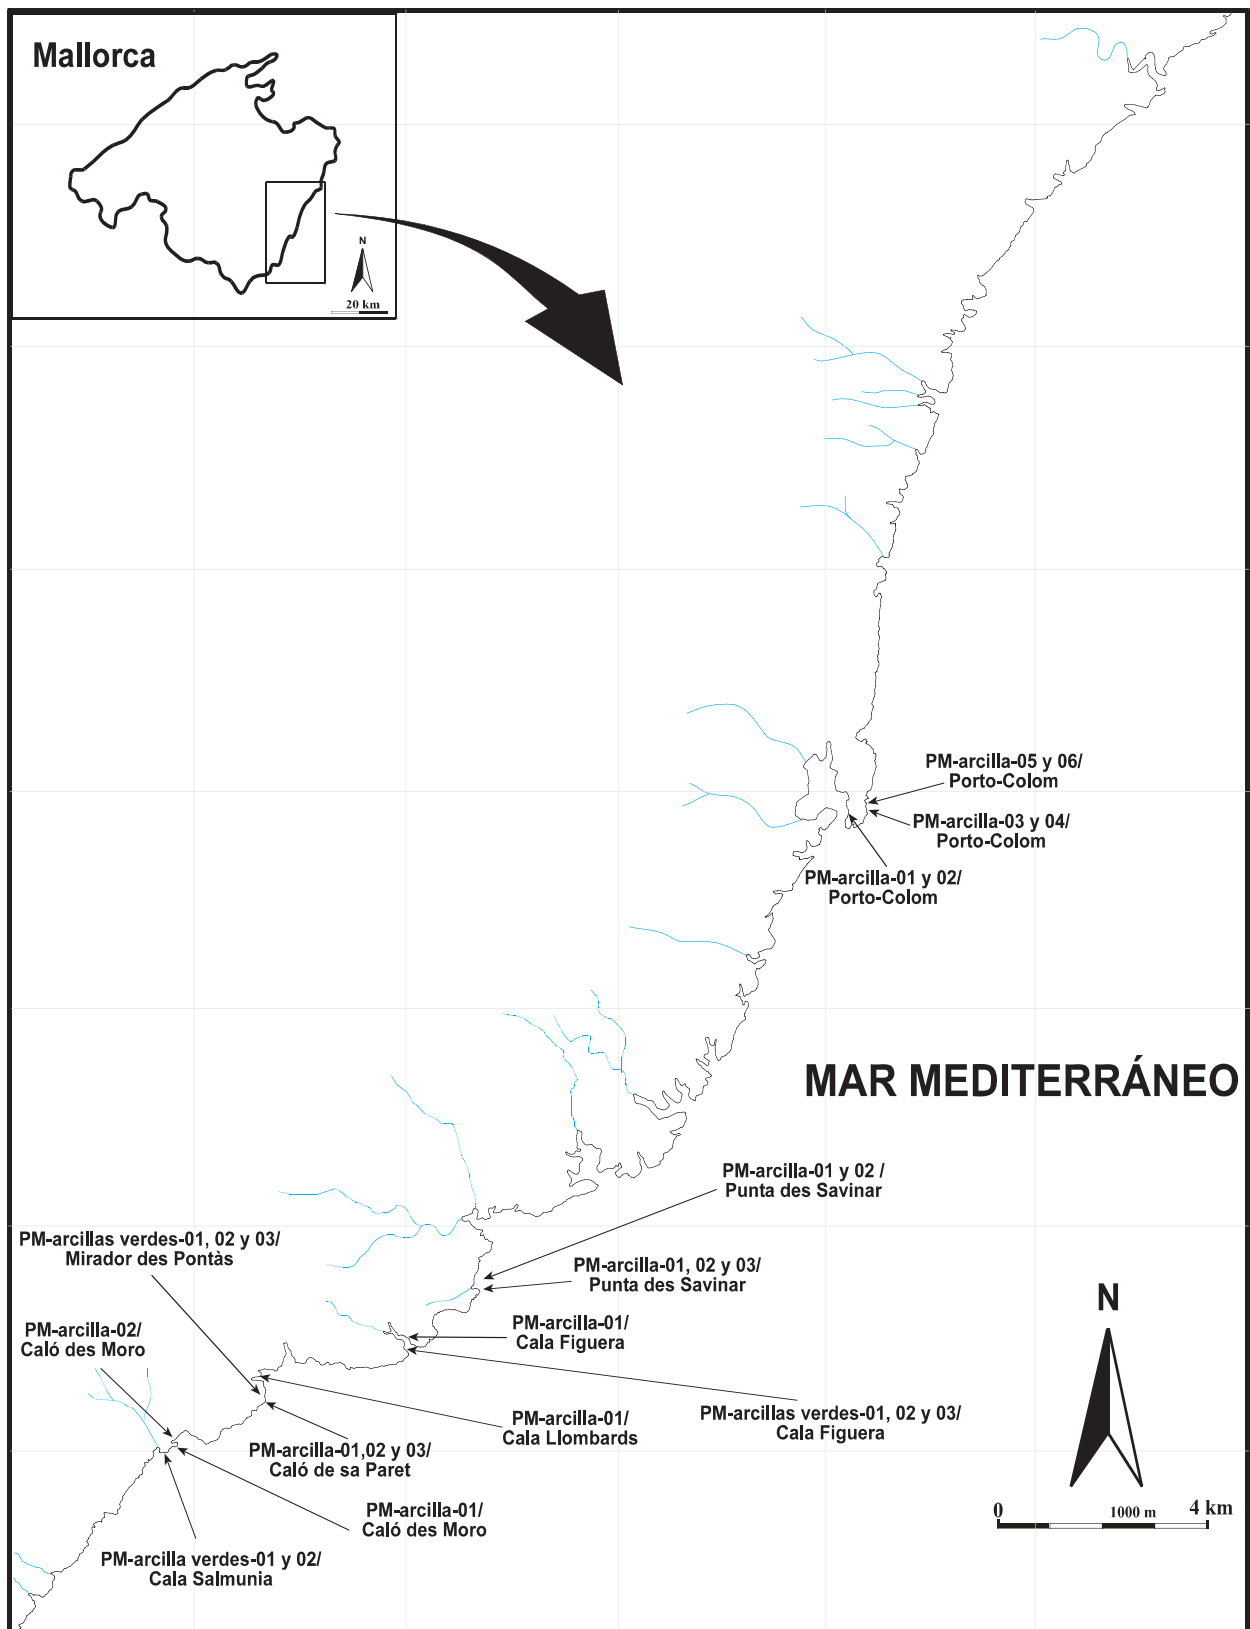 Mallorca
N
20 km
PM-arcilla-05 y 06/
Porto-Colom
PM-arcilla-03 y 04/
Porto-Colom
PM-arcilla-01 y 02/
Porto-Colom
MAR MEDITERRÁNEO
PM-arcilla-01 y 02 /
Punta des Savinar
PM-arcillas verdes-01, 02 y 03/
Mirador des Pontàs
PM-arcilla-01, 02 y 03/
Punta des Savinar
PM-arcilla-02/
Caló des Moro
PM-arcilla-01/
Cala Figuera
PM-arcilla-01/
Cala Llombards
PM-arcillas verdes-01, 02 y 03/
Cala Figuera
PM-arcilla-01,02 y 03/
Caló de sa Paret
PM-arcilla-01/
Caló des Moro
PM-arcilla verdes-01 y 02/
Cala Salmunia
N
0 1000 m 4 km